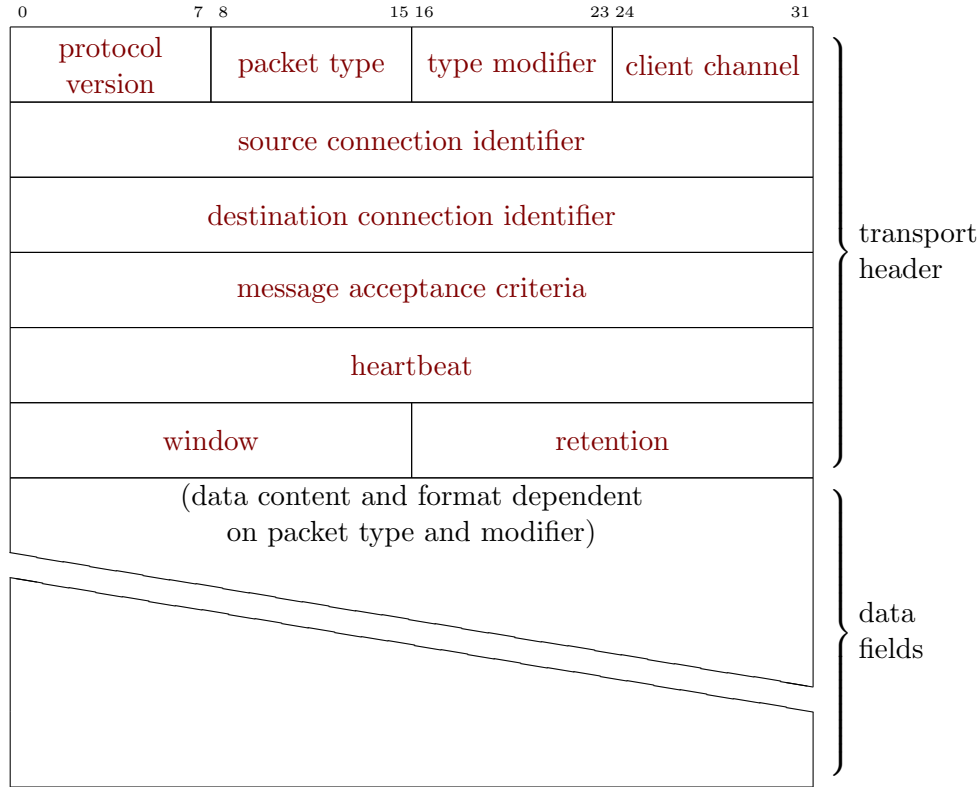 0 7 8 15 16 23 24 31
protocol
version
packet type
type modifier
client channel
source connection identifier
destination connection identifier
message acceptance criteria
heartbeat
window
retention
transport
header
(data content and format dependent
on packet type and modifier)
data
fields